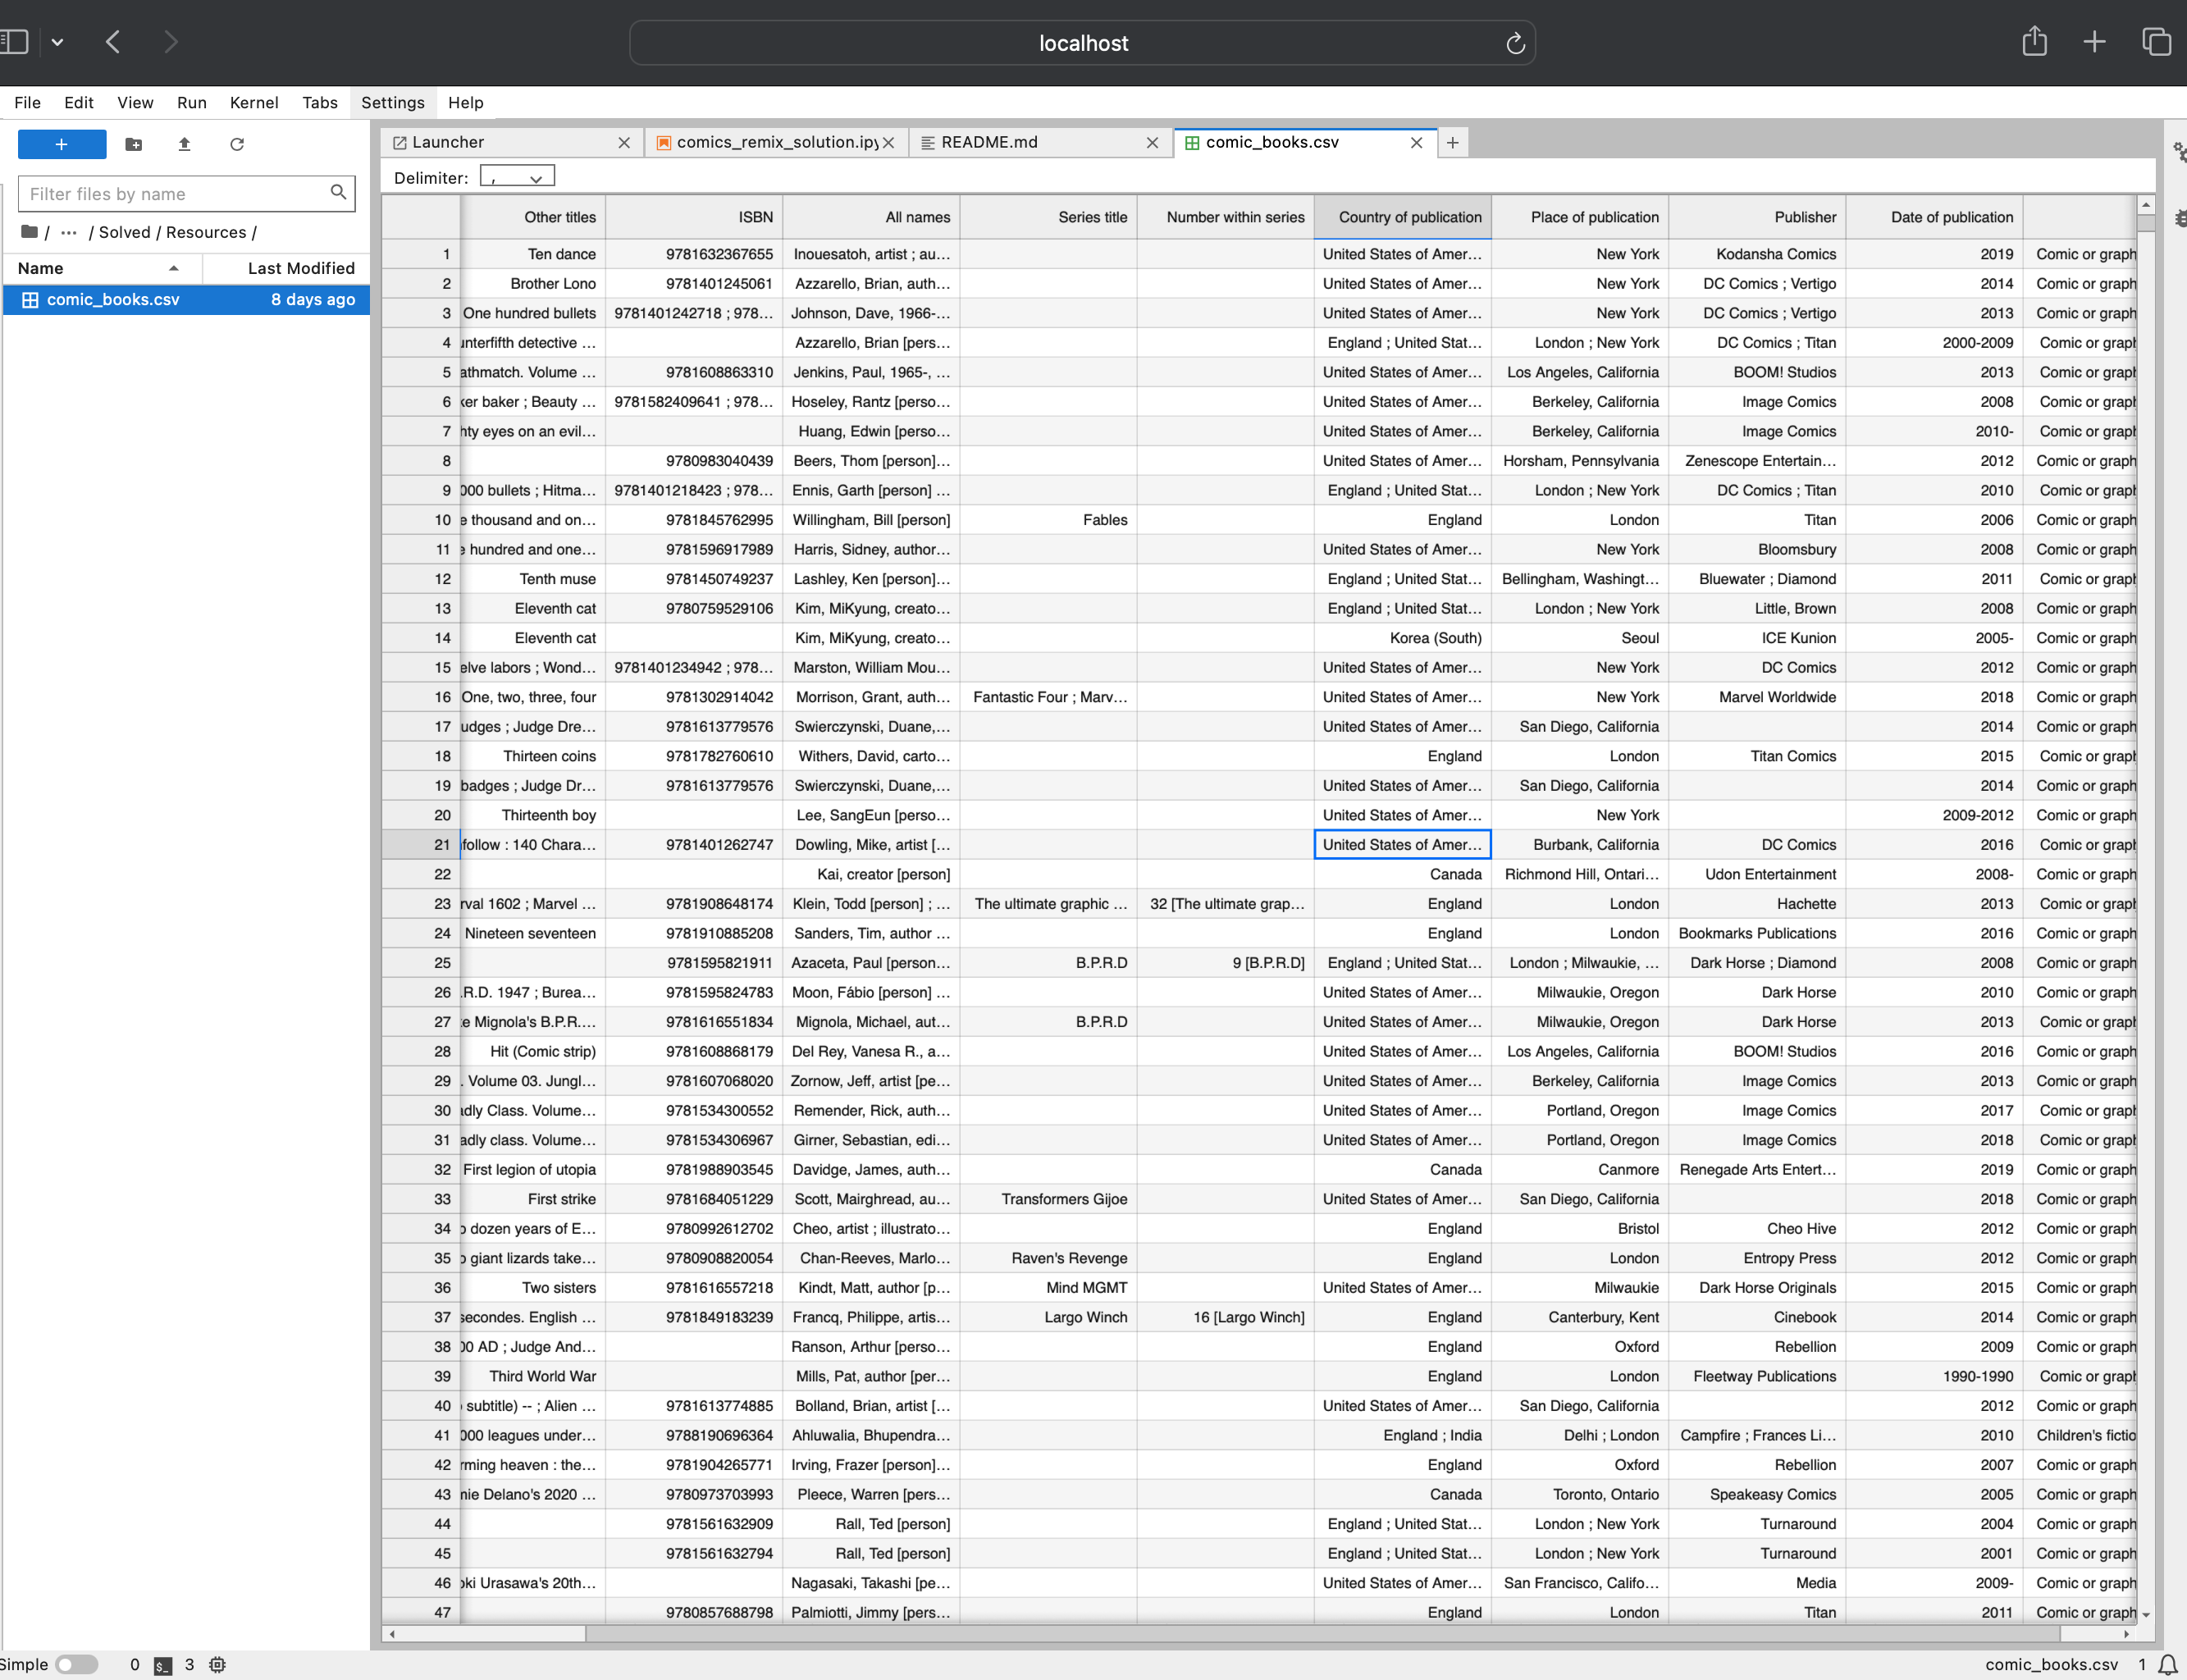 localhost
File Edit View Run Kernel Tabs Settings Help
Launcher comics_remix_solution.ipy README.md comic_books.csv
Delimiter: ,
Filter files by name
/ ··· / Solved / Resources /
Name Last Modified
comic_books.csv 8 days ago
Other titles ISBN All names Series title Number within series Country of publication Place of publication Publisher Date of publication
1 Ten dance 9781632367655 Inouesatoh, artist ; au... United States of Amer... New York Kodansha Comics 2019 Comic or graph
2 Brother Lono 9781401245061 Azzarello, Brian, auth... United States of Amer... New York DC Comics ; Vertigo 2014 Comic or graph
3 One hundred bullets 9781401242718 ; 978... Johnson, Dave, 1966-... United States of Amer... New York DC Comics ; Vertigo 2013 Comic or graph
4 unterfifth detective ... Azzarello, Brian [pers... England ; United Stat... London ; New York DC Comics ; Titan 2000-2009 Comic or graph
5 athmatch. Volume ... 9781608863310 Jenkins, Paul, 1965-, ... United States of Amer... Los Angeles, California BOOM! Studios 2013 Comic or graph
6 ker baker ; Beauty ... 9781582409641 ; 978... Hoseley, Rantz [perso... United States of Amer... Berkeley, California Image Comics 2008 Comic or graph
7 hty eyes on an evil... Huang, Edwin [perso... United States of Amer... Berkeley, California Image Comics 2010- Comic or graph
8 9780983040439 Beers, Thom [person]... United States of Amer... Horsham, Pennsylvania Zenescope Entertain... 2012 Comic or graph
9 000 bullets ; Hitma... 9781401218423 ; 978... Ennis, Garth [person] ... England ; United Stat... London ; New York DC Comics ; Titan 2010 Comic or graph
10 e thousand and on... 9781845762995 Willingham, Bill [person] Fables England London Titan 2006 Comic or graph
11 e hundred and one... 9781596917989 Harris, Sidney, author... United States of Amer... New York Bloomsbury 2008 Comic or graph
12 Tenth muse 9781450749237 Lashley, Ken [person]... England ; United Stat... Bellingham, Washingt... Bluewater ; Diamond 2011 Comic or graph
13 Eleventh cat 9780759529106 Kim, MiKyung, creato... England ; United Stat... London ; New York Little, Brown 2008 Comic or graph
14 Eleventh cat Kim, MiKyung, creato... Korea (South) Seoul ICE Kunion 2005- Comic or graph
15 elve labors ; Wond... 9781401234942 ; 978... Marston, William Mou... United States of Amer... New York DC Comics 2012 Comic or graph
16 One, two, three, four 9781302914042 Morrison, Grant, auth... Fantastic Four ; Marv... United States of Amer... New York Marvel Worldwide 2018 Comic or graph
17 udges ; Judge Dre... 9781613779576 Swierczynski, Duane,... United States of Amer... San Diego, California 2014 Comic or graph
18 Thirteen coins 9781782760610 Withers, David, carto... England London Titan Comics 2015 Comic or graph
19 badges ; Judge Dr... 9781613779576 Swierczynski, Duane,... United States of Amer... San Diego, California 2014 Comic or graph
20 Thirteenth boy Lee, SangEun [perso... United States of Amer... New York 2009-2012 Comic or graph
21 follow : 140 Chara... 9781401262747 Dowling, Mike, artist [... United States of Amer... Burbank, California DC Comics 2016 Comic or graph
22 Kai, creator [person] Canada Richmond Hill, Ontari... Udon Entertainment 2008- Comic or graph
23 rval 1602 ; Marvel ... 9781908648174 Klein, Todd [person] ; ... The ultimate graphic ... 32 [The ultimate grap... England London Hachette 2013 Comic or graph
24 Nineteen seventeen 9781910885208 Sanders, Tim, author ... England London Bookmarks Publications 2016 Comic or graph
25 9781595821911 Azaceta, Paul [person... B.P.R.D 9 [B.P.R.D] England ; United Stat... London ; Milwaukie, ... Dark Horse ; Diamond 2008 Comic or graph
26 .R.D. 1947 ; Burea... 9781595824783 Moon, Fábio [person] ... United States of Amer... Milwaukie, Oregon Dark Horse 2010 Comic or graph
27 e Mignola's B.P.R.... 9781616551834 Mignola, Michael, aut... B.P.R.D United States of Amer... Milwaukie, Oregon Dark Horse 2013 Comic or graph
28 Hit (Comic strip) 9781608868179 Del Rey, Vanesa R., a... United States of Amer... Los Angeles, California BOOM! Studios 2016 Comic or graph
29 . Volume 03. Jungl... 9781607068020 Zornow, Jeff, artist [pe... United States of Amer... Berkeley, California Image Comics 2013 Comic or graph
30 adly Class. Volume... 9781534300552 Remender, Rick, auth... United States of Amer... Portland, Oregon Image Comics 2017 Comic or graph
31 adly class. Volume... 9781534306967 Girner, Sebastian, edi... United States of Amer... Portland, Oregon Image Comics 2018 Comic or graph
32 First legion of utopia 9781988903545 Davidge, James, auth... Canada Canmore Renegade Arts Entert... 2019 Comic or graph
33 First strike 9781684051229 Scott, Mairghread, au... Transformers Gijoe United States of Amer... San Diego, California 2018 Comic or graph
34 o dozen years of E... 9780992612702 Cheo, artist ; illustrato... England Bristol Cheo Hive 2012 Comic or graph
35 o giant lizards take... 9780908820054 Chan-Reeves, Marlo... Raven's Revenge England London Entropy Press 2012 Comic or graph
36 Two sisters 9781616557218 Kindt, Matt, author [p... Mind MGMT United States of Amer... Milwaukie Dark Horse Originals 2015 Comic or graph
37 secondes. English ... 9781849183239 Francq, Philippe, artis... Largo Winch 16 [Largo Winch] England Canterbury, Kent Cinebook 2014 Comic or graph
38 00 AD ; Judge And... Ranson, Arthur [perso... England Oxford Rebellion 2009 Comic or graph
39 Third World War Mills, Pat, author [per... England London Fleetway Publications 1990-1990 Comic or graph
40 subtitle) -- ; Alien ... 9781613774885 Bolland, Brian, artist [... United States of Amer... San Diego, California 2012 Comic or graph
41 000 leagues under... 9788190696364 Ahluwalia, Bhupendra... England ; India Delhi ; London Campfire ; Frances Li... 2010 Children's fictio
42 rming heaven : the... 9781904265771 Irving, Frazer [person]... England Oxford Rebellion 2007 Comic or graph
43 mie Delano's 2020 ... 9780973703993 Pleece, Warren [pers... Canada Toronto, Ontario Speakeasy Comics 2005 Comic or graph
44 9781561632909 Rall, Ted [person] England ; United Stat... London ; New York Turnaround 2004 Comic or graph
45 9781561632794 Rall, Ted [person] England ; United Stat... London ; New York Turnaround 2001 Comic or graph
46 oki Urasawa's 20th... Nagasaki, Takashi [pe... United States of Amer... San Francisco, Califo... Media 2009- Comic or graph
47 9780857688798 Palmiotti, Jimmy [pers... England London Titan 2011 Comic or graph
Simple 0 3 comic_books.csv 1